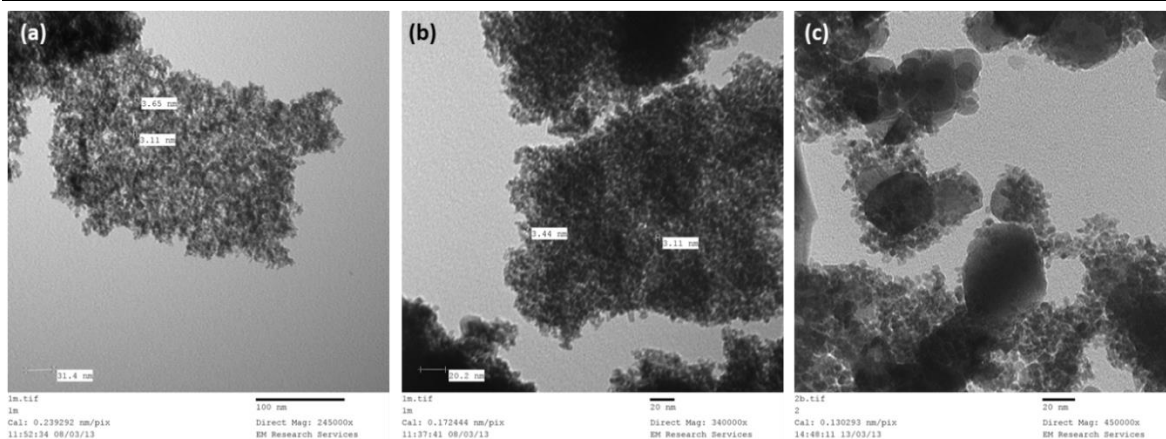 (a)
3.65 nm
3.11 nm
31.4 nm
1m.tif
1m
Cal: 0.239292 nm/pix
11:52:34 08/03/13
100 nm
Direct Mag: 245000x
EM Research Services
(b)
3.44 nm
3.11 nm
20.2 nm
1m.tif
1m
Cal: 0.172444 nm/pix
11:37:41 08/03/13
20 nm
Direct Mag: 340000x
EM Research Services
(c)
2b.tif
2
Cal: 0.130293 nm/pix
14:48:11 13/03/13
20 nm
Direct Mag: 450000x
EM Research Services